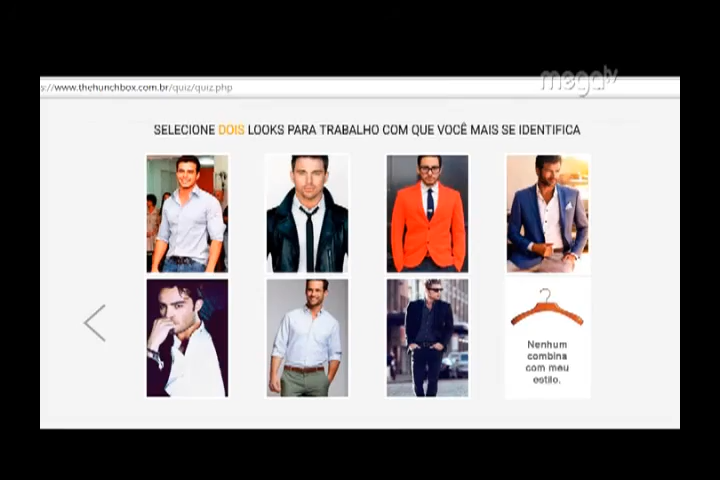 megatv
s://www.thehunchbox.com.br/quiz/quiz.php
SELECIONE DOIS LOOKS PARA TRABALHO COM QUE VOCÊ MAIS SE IDENTIFICA
Nenhum
combina
com meu
estilo.